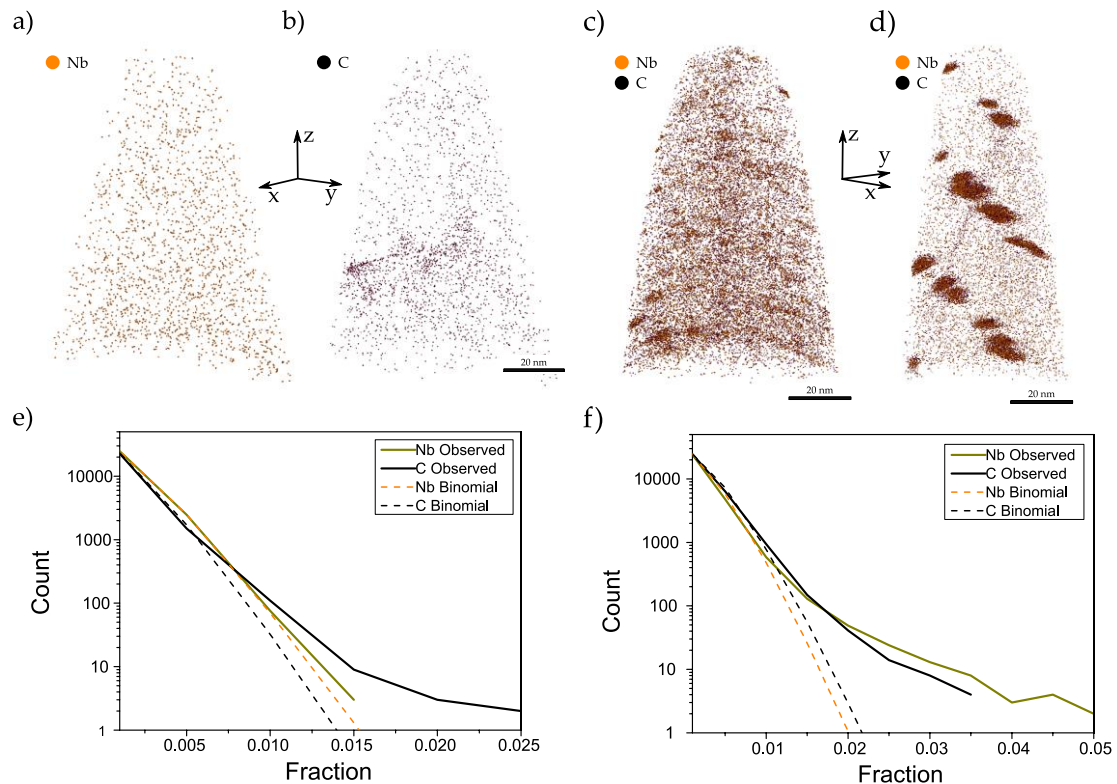 a)
Nb
b)
C
z
x
y
20 nm
c)
Nb
C
d)
Nb
C
z
y
x
20 nm
20 nm
e)
Count
10000
1000
100
10
1
Nb Observed
C Observed
Nb Binomial
C Binomial
0.005
0.010
0.015
0.020
0.025
Fraction
f)
Count
10000
1000
100
10
1
Nb Observed
C Observed
Nb Binomial
C Binomial
0.01
0.02
0.03
0.04
0.05
Fraction